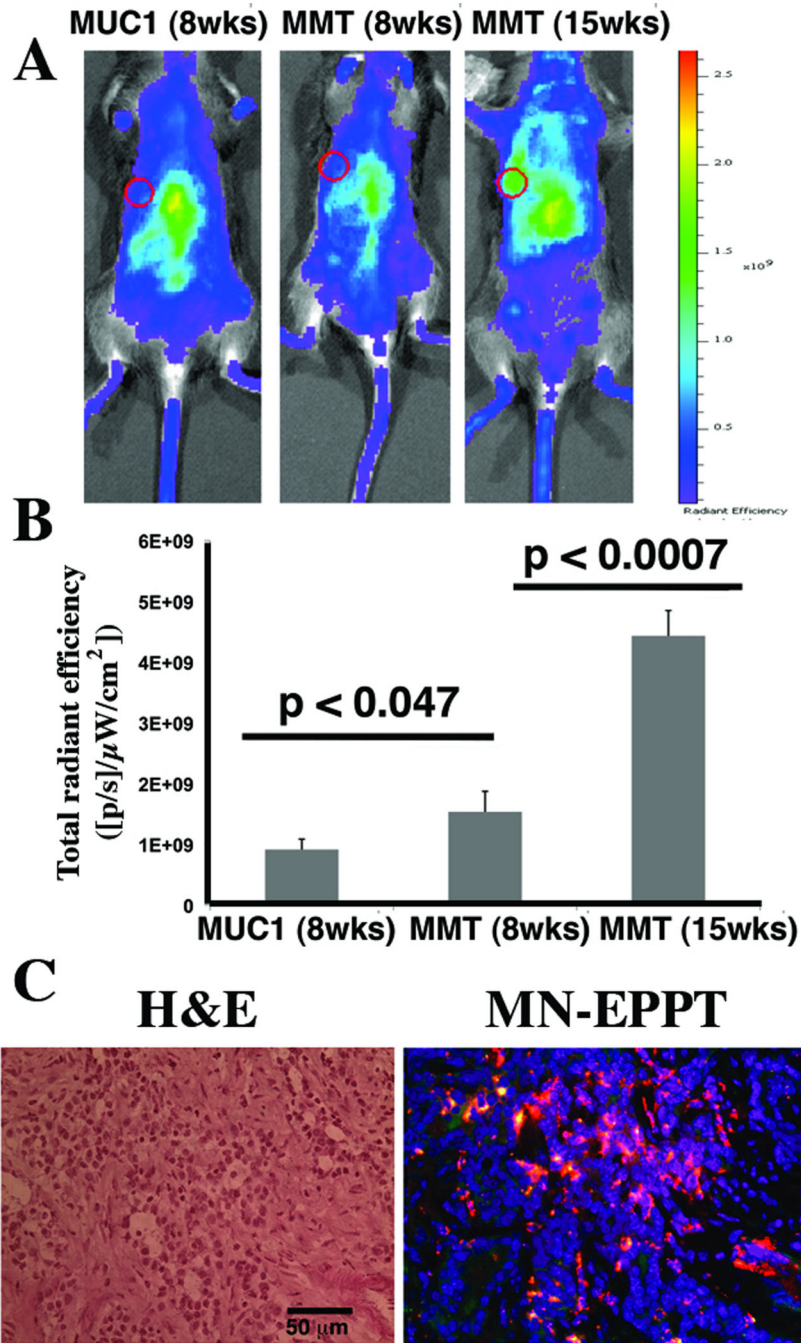 MUC1 (8wks) MMT (8wks) MMT (15wks)
A
2.5
2.0
1.5
x10⁹
1.0
0.5
Radiant Efficiency
B
Total radiant efficiency
([p/s]/µW/cm²])
6E+09
5E+09
4E+09
3E+09
2E+09
1E+09
0
p < 0.0007
p < 0.047
MUC1 (8wks) MMT (8wks) MMT (15wks)
C
H&E MN-EPPT
50 µm